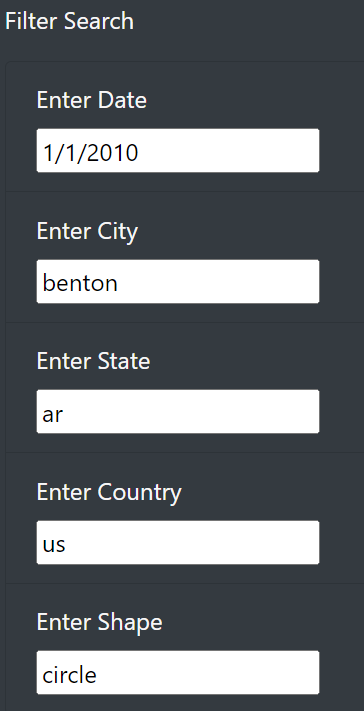 Filter Search
Enter Date
1/1/2010
Enter City
benton
Enter State
ar
Enter Country
us
Enter Shape
circle